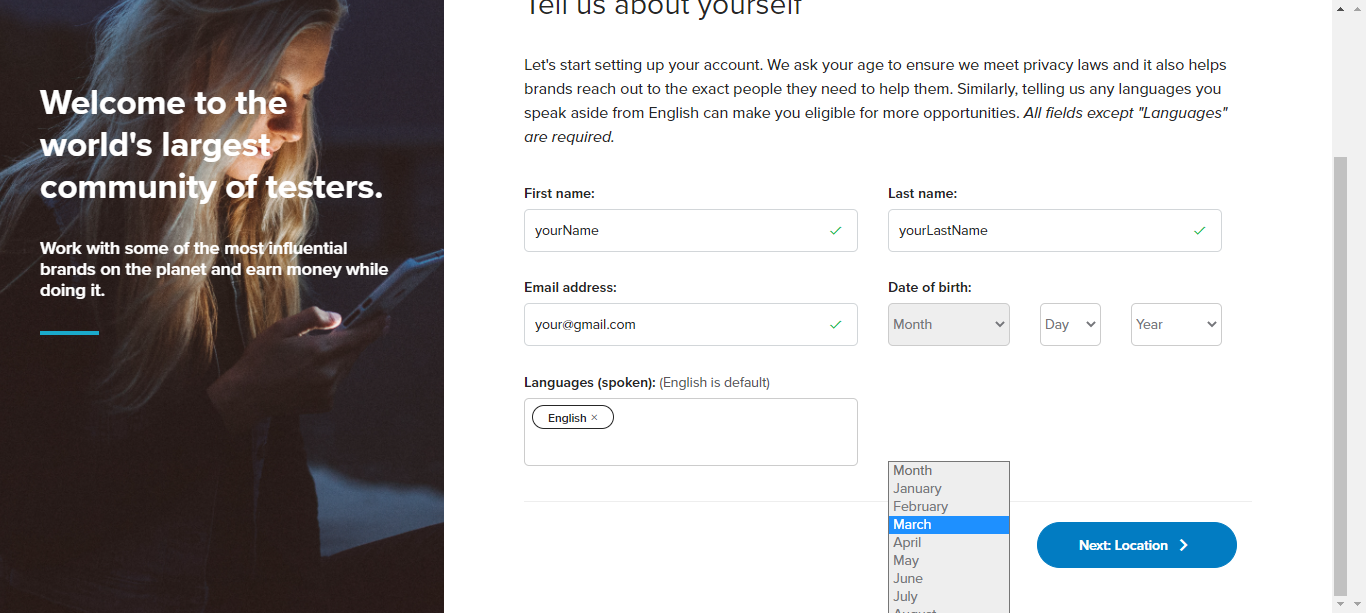 Tell us about yourself
Welcome to the
world's largest
community of testers.
Work with some of the most influential
brands on the planet and earn money while
doing it.
Let's start setting up your account. We ask your age to ensure we meet privacy laws and it also helps
brands reach out to the exact people they need to help them. Similarly, telling us any languages you
speak aside from English can make you eligible for more opportunities. All fields except "Languages"
are required.
First name:
Last name:
yourName
yourLastName
Email address:
Date of birth:
your@gmail.com
Month
Day
Year
Languages (spoken): (English is default)
English ×
Month
January
February
March
April
May
June
July
August
Next: Location